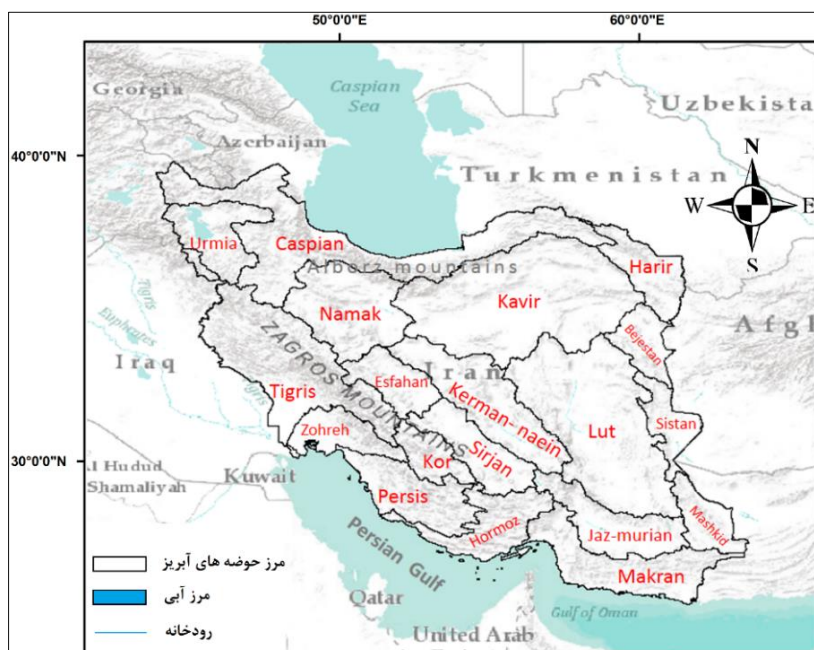 50°0'0"E
60°0'0"E
Caspian
Sea
Georgia
Uzbekista
Azerbaijan
40°0'0"N
Turkmenistan
N
W
E
S
Urmia
Caspian
Alborz mountains
Harir
Tigris
Namak
Kavir
Euphrates
Afgh
Bejestan
ZAGROS MOUNTAINS
Iraq
Iran
Esfahan
Kerman- naein
Tigris
Tigris
Lut
Sistan
Zohreh
Sirjan
Kor
30°0'0"N
Al Hudud
Shamaliyah
Kuwait
Persis
Mashkid
Hormoz
Jaz-murian
Persian Gulf
Makran
مرز حوضه های آبریز
مرز آبی
رودخانه
Qatar
Gulf of Oman
United Arab